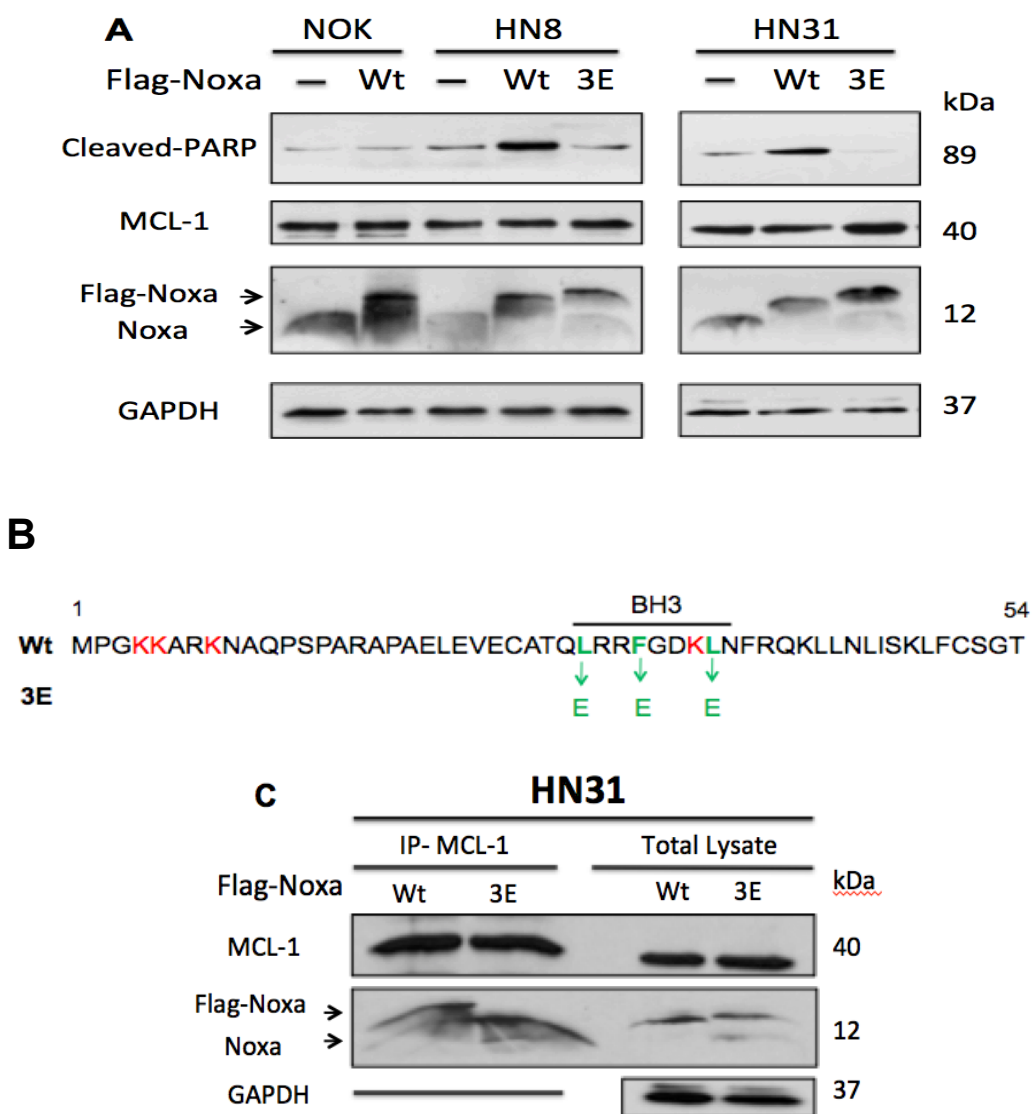 A
NOK HN8 HN31
Flag-Noxa – Wt – Wt 3E – Wt 3E
kDa
Cleaved-PARP 89
MCL-1 40
Flag-Noxa
Noxa 12
GAPDH 37
B
1 BH3 54
Wt MPGKKARKNAQPSPARAPAELEVECATQLRRFGDKLNFRQKLLNLISKLFCSGT
3E E E E
C HN31
IP- MCL-1 Total Lysate
Flag-Noxa Wt 3E Wt 3E kDa
MCL-1 40
Flag-Noxa
Noxa 12
GAPDH 37